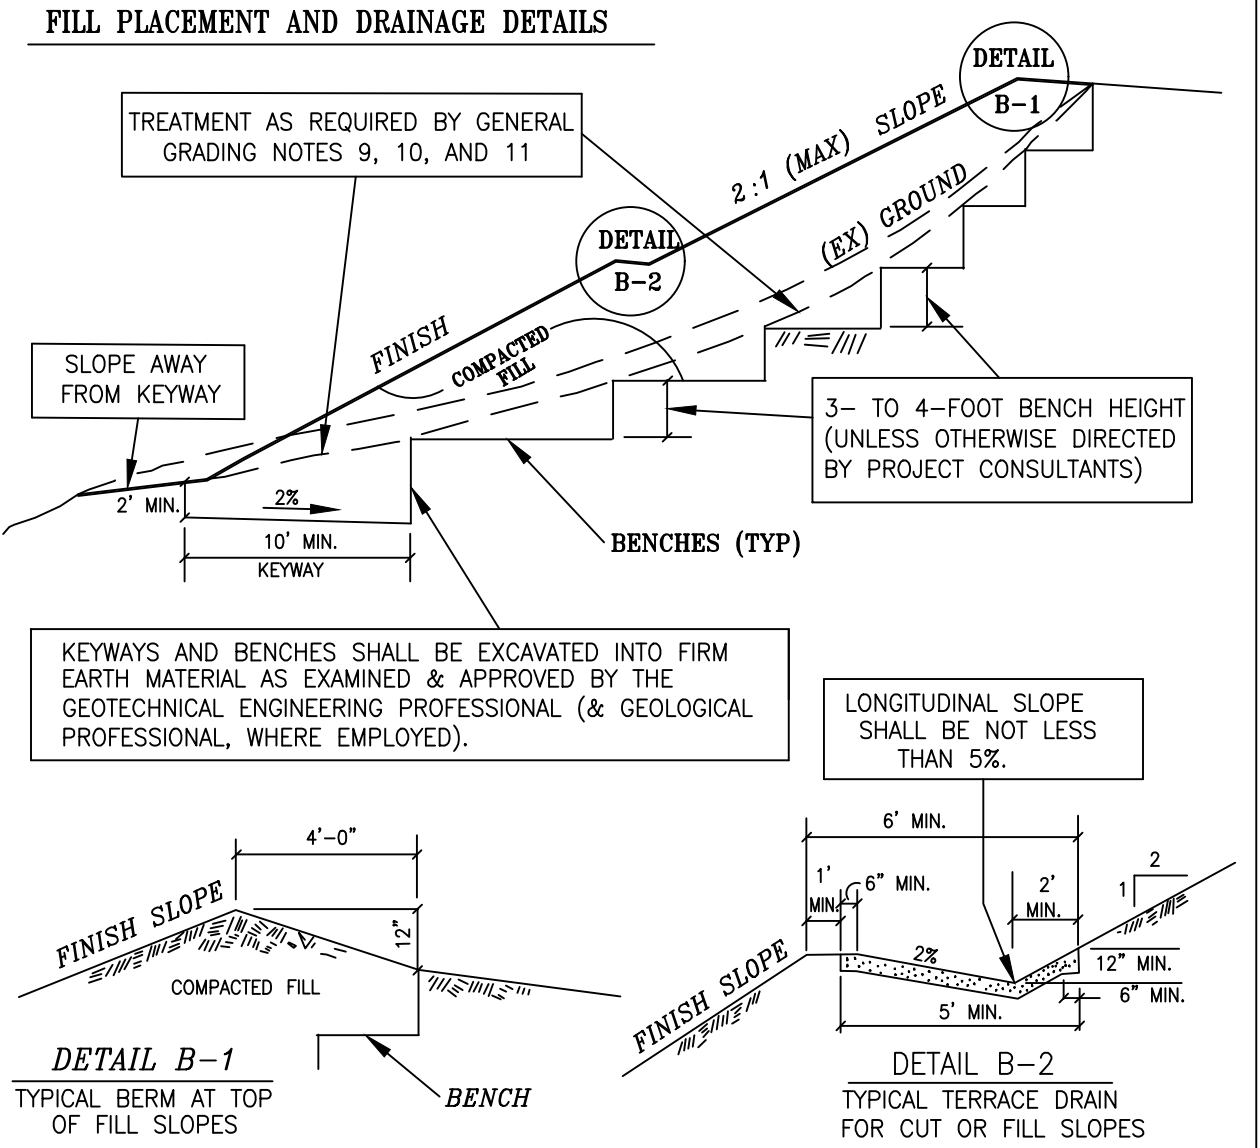 FILL PLACEMENT AND DRAINAGE DETAILS
DETAIL
B-1
TREATMENT AS REQUIRED BY GENERAL
GRADING NOTES 9, 10, AND 11
2:1 (MAX) SLOPE
(EX) GROUND
DETAIL
B-2
FINISH
COMPACTED
FILL
SLOPE AWAY
FROM KEYWAY
3- TO 4-FOOT BENCH HEIGHT
(UNLESS OTHERWISE DIRECTED
BY PROJECT CONSULTANTS)
2' MIN.
2%
10' MIN.
KEYWAY
BENCHES (TYP)
KEYWAYS AND BENCHES SHALL BE EXCAVATED INTO FIRM
EARTH MATERIAL AS EXAMINED & APPROVED BY THE
GEOTECHNICAL ENGINEERING PROFESSIONAL (& GEOLOGICAL
PROFESSIONAL, WHERE EMPLOYED).
LONGITUDINAL SLOPE
SHALL BE NOT LESS
THAN 5%.
4'-0"
FINISH SLOPE
12"
COMPACTED FILL
BENCH
DETAIL B-1
TYPICAL BERM AT TOP
OF FILL SLOPES
6' MIN.
1'
MIN.
6" MIN.
2'
MIN.
2
1
FINISH SLOPE
2%
12" MIN.
6" MIN.
5' MIN.
DETAIL B-2
TYPICAL TERRACE DRAIN
FOR CUT OR FILL SLOPES